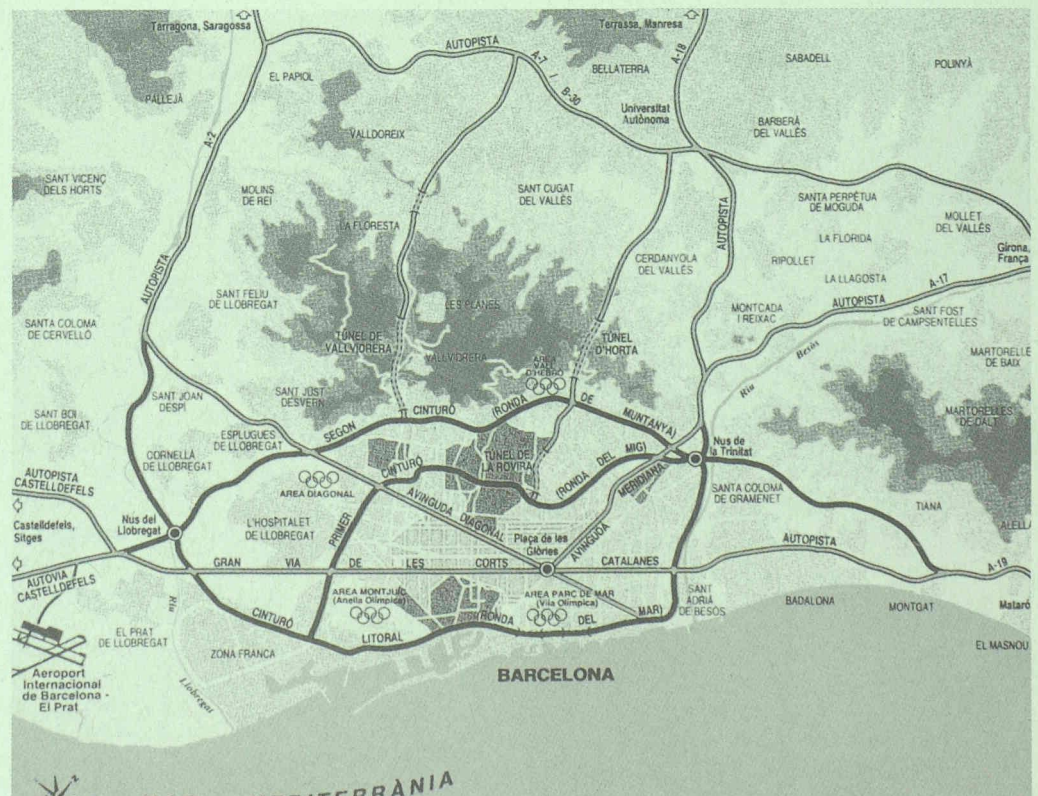 Tarragona, Saragossa
Terrassa, Manresa
AUTOPISTA
A-7 / B-30
A-18
BELLATERRA
SABADELL
POLINYÀ
EL PAPIOL
PALLEJÀ
A-2
Universitat
Autònoma
BARBERÀ
DEL VALLÈS
VALLDOREIX
SANT VICENÇ
DELS HORTS
MOLINS
DE REI
SANT CUGAT
DEL VALLÈS
SANTA PERPÈTUA
DE MOGUDA
MOLLET
DEL VALLÈS
LA FLORESTA
AUTOPISTA
LA FLORIDA
Girona,
França
CERDANYOLA
DEL VALLÈS
RIPOLLET
LA LLAGOSTA
A-17
AUTOPISTA
AUTOPISTA
SANT FELIU
DE LLOBREGAT
LES PLANES
MONTCADA
I REIXAC
SANT FOST
DE CAMPSENTELLES
SANTA COLOMA
DE CERVELLÓ
TÚNEL DE
VALLVIDRERA
VALLVIDRERA
TÚNEL
D'HORTA
AREA
VALL
D'HEBRÓ
Riu Besòs
MARTORELLES
DE BAIX
SANT JOAN
DESPÍ
SANT JUST
DESVERN
SANT BOI
DE LLOBREGAT
MARTORELLES
DE DALT
SEGON CINTURÓ (RONDA DE MUNTANYA)
ESPLUGUES
DE LLOBREGAT
CORNELLÀ
DE LLOBREGAT
TÚNEL DE
LA ROVIRA
PRIMER CINTURÓ (RONDA DEL MIG)
Nus de
la Trinitat
AVINGUDA MERIDIANA
AUTOPISTA
CASTELLDEFELS
AREA DIAGONAL
AVINGUDA DIAGONAL
SANTA COLOMA
DE GRAMENET
TIANA
ALELLA
Castelldefels,
Sitges
Nus del
Llobregat
L'HOSPITALET
DE LLOBREGAT
Plaça de les
Glòries
AUTOPISTA
A-19
GRAN VIA DE LES CORTS CATALANES
AUTOVIA
CASTELLDEFELS
SANT
ADRIÀ
DE BESÒS
BADALONA
MONTGAT
Mataró
AREA MONTJUÏC
(Anella Olímpica)
AREA PARC DE MAR
(Vila Olímpica)
CINTURÓ LITORAL (RONDA DEL MAR)
EL PRAT
DE LLOBREGAT
ZONA FRANCA
EL MASNOU
Riu Llobregat
BARCELONA
Aeroport
Internacional
de Barcelona -
El Prat